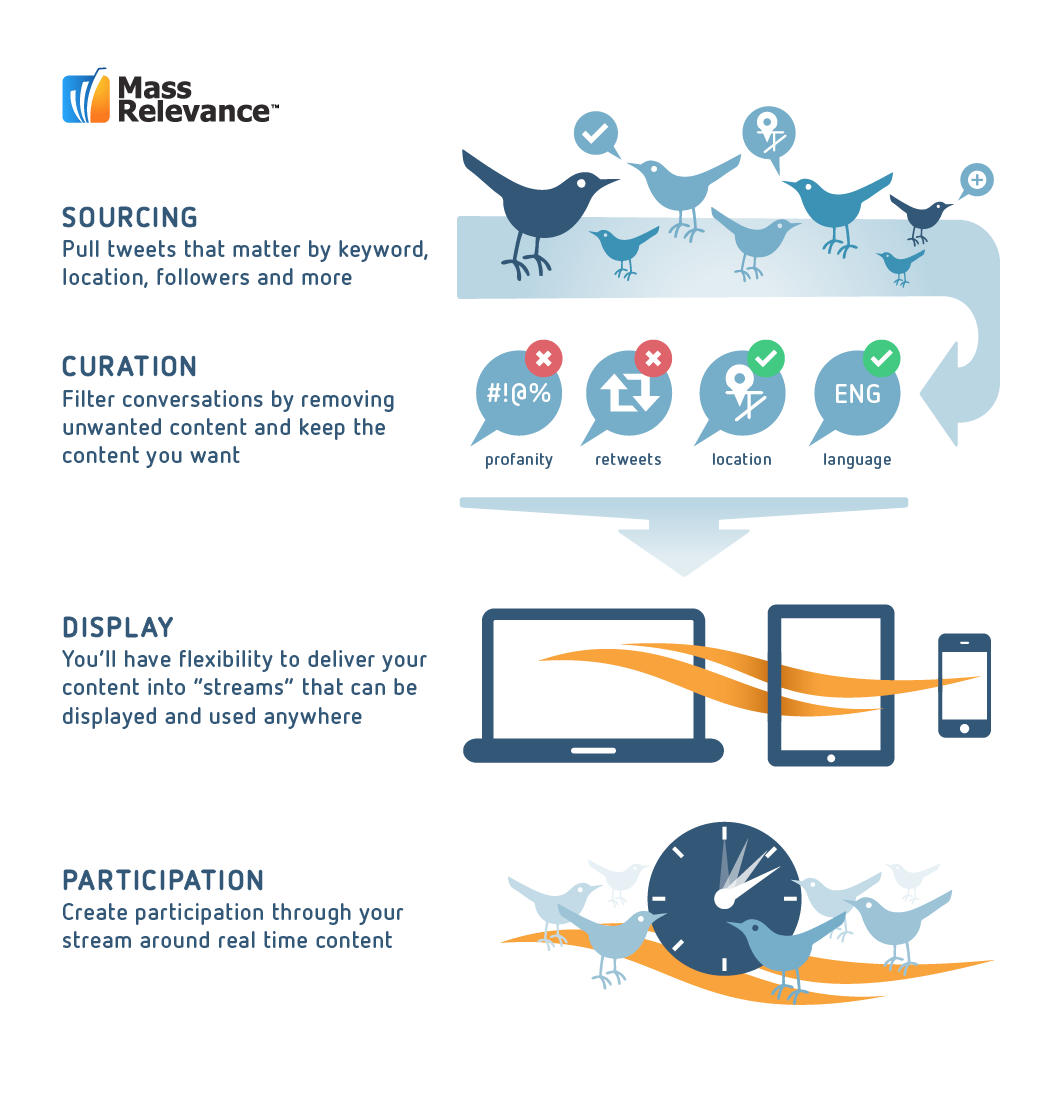 Mass
Relevance™
SOURCING
Pull tweets that matter by keyword,
location, followers and more
CURATION
Filter conversations by removing
unwanted content and keep the
content you want
#!@%
ENG
profanity
retweets
location
language
DISPLAY
You'll have flexibility to deliver your
content into "streams" that can be
displayed and used anywhere
PARTICIPATION
Create participation through your
stream around real time content